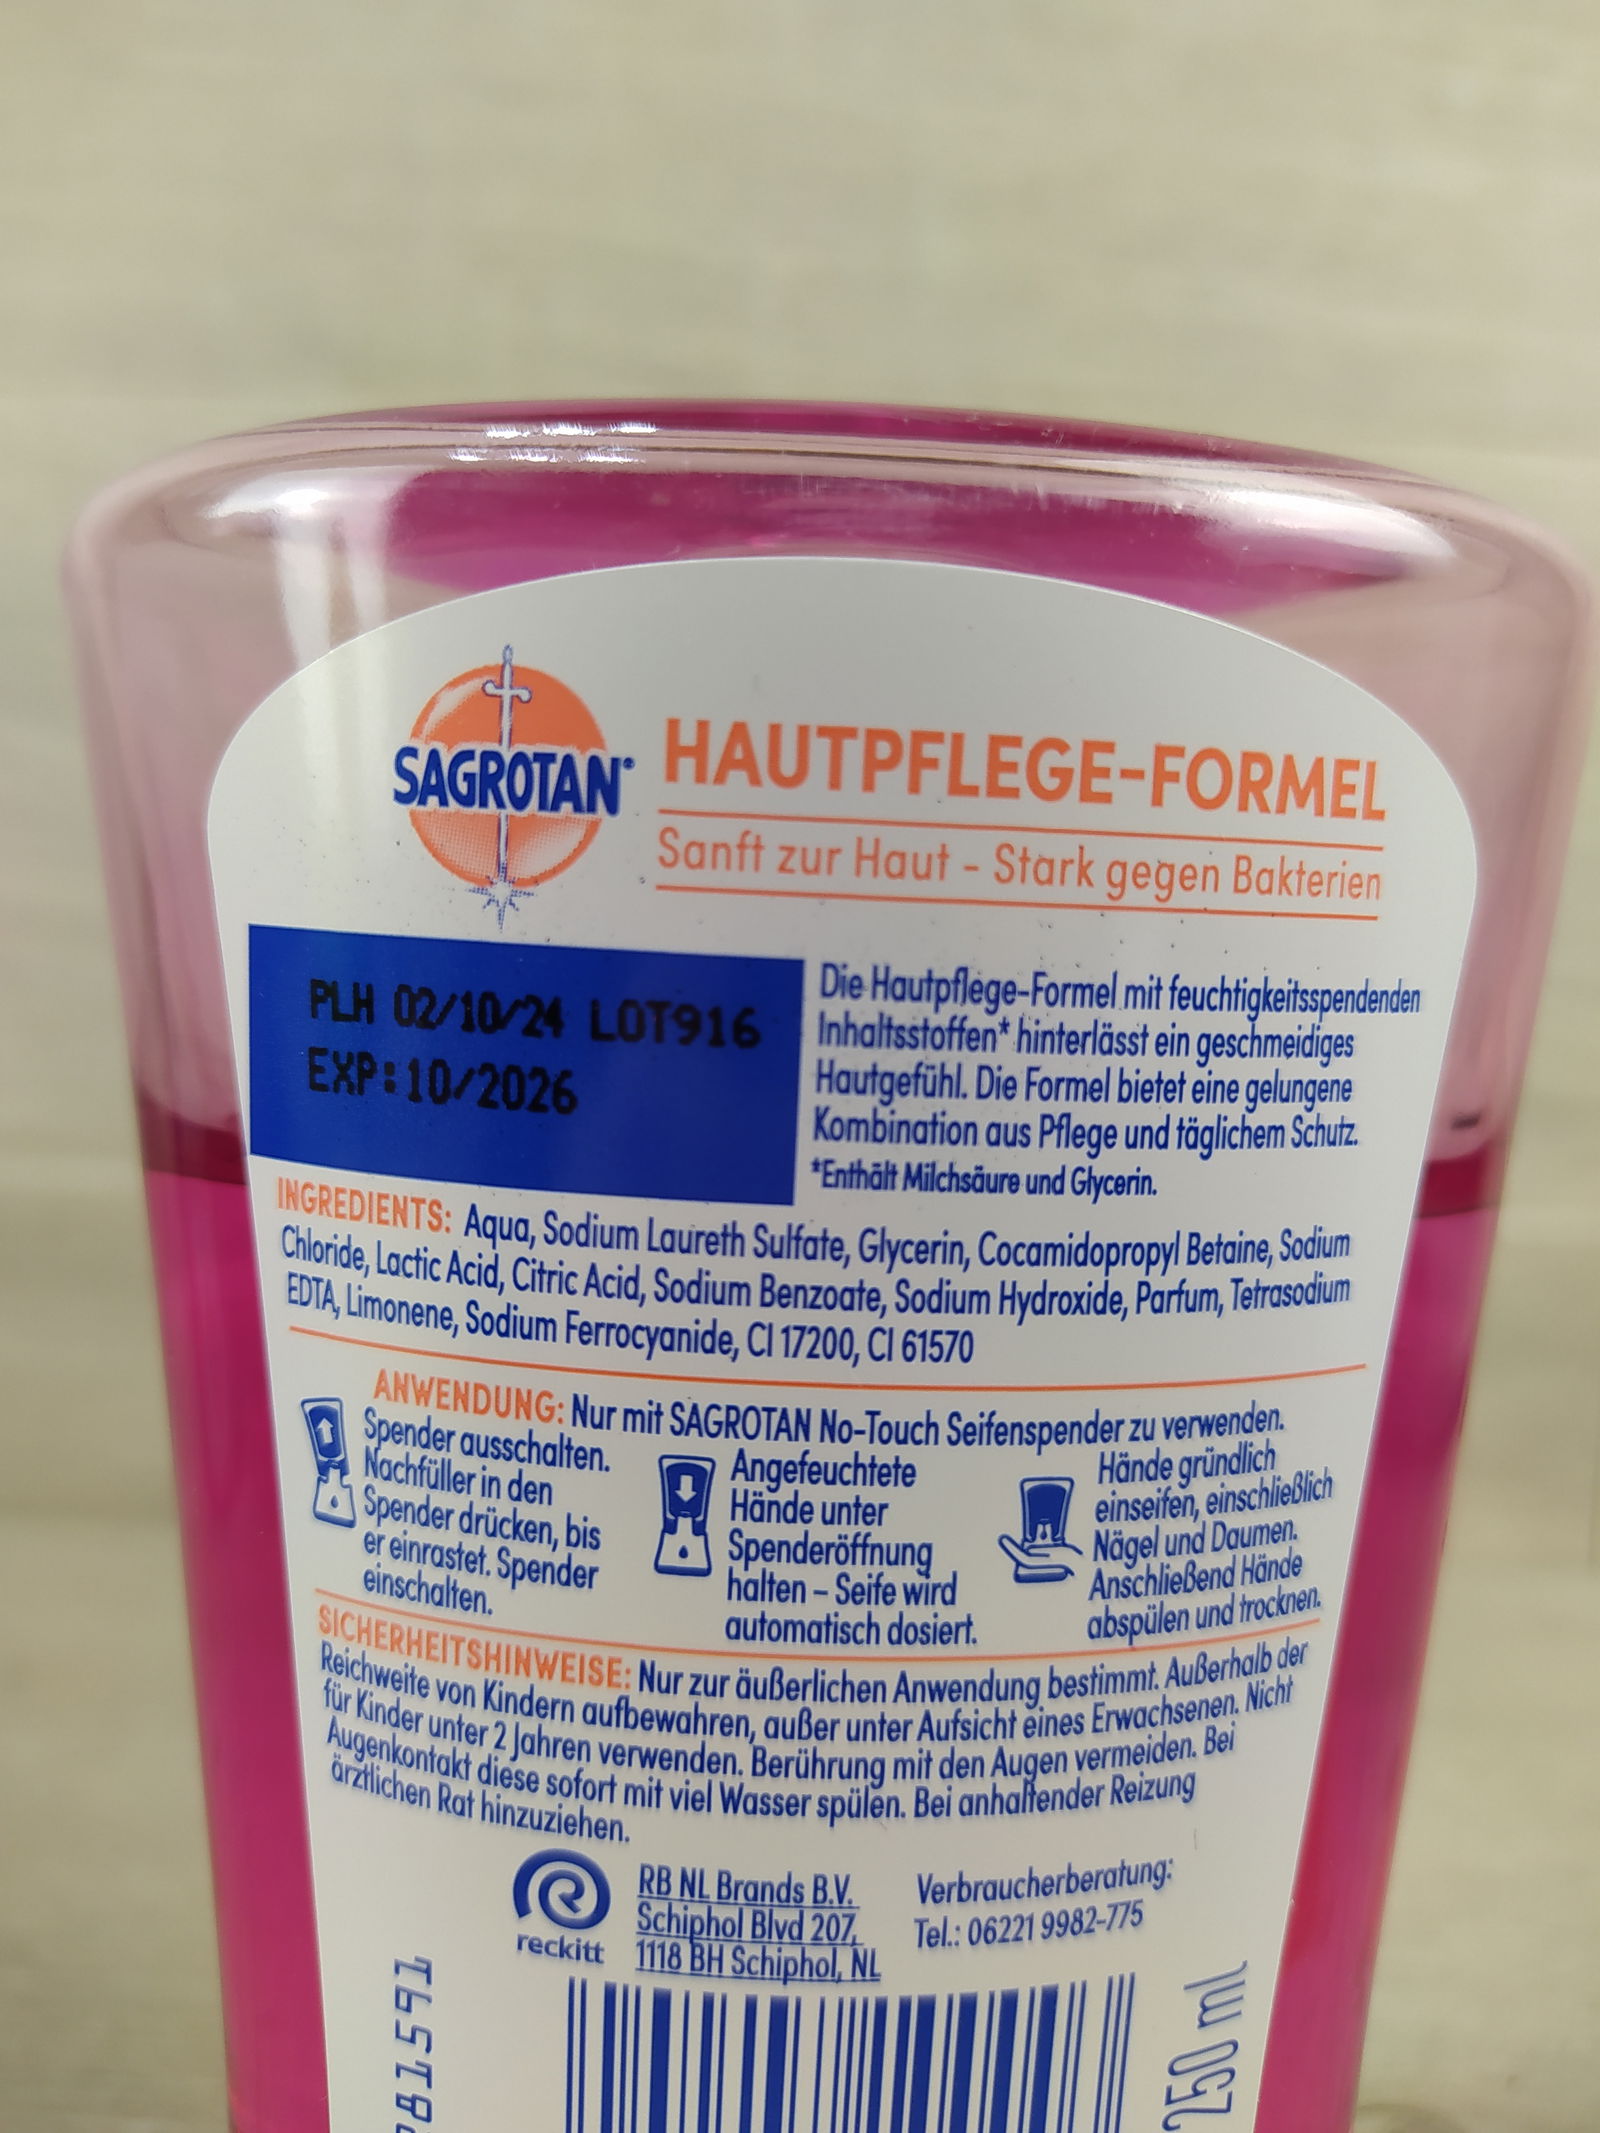 SAGROTAN
HAUTPFLEGE-FORMEL
Sanft zur Haut - Stark gegen Bakterien
PLH 02/10/24 LOT916
EXP:10/2026
Die Hautpflege-Formel mit feuchtigkeitsspendenden
Inhaltsstoffen* hinterlässt ein geschmeidiges
Hautgefühl. Die Formel bietet eine gelungene
Kombination aus Pflege und täglichem Schutz.
*Enthält Milchsäure und Glycerin.
INGREDIENTS: Aqua, Sodium Laureth Sulfate, Glycerin, Cocamidopropyl Betaine, Sodium
Chloride, Lactic Acid, Citric Acid, Sodium Benzoate, Sodium Hydroxide, Parfum, Tetrasodium
EDTA, Limonene, Sodium Ferrocyanide, CI 17200, CI 61570
ANWENDUNG: Nur mit SAGROTAN No-Touch Seifenspender zu verwenden.
Spender ausschalten.
Nachfüller in den
Spender drücken, bis
er einrastet. Spender
einschalten.
Angefeuchtete
Hände unter
Spenderöffnung
halten – Seife wird
automatisch dosiert.
Hände gründlich
einseifen, einschließlich
Nägel und Daumen.
Anschließend Hände
abspülen und trocknen.
SICHERHEITSHINWEISE: Nur zur äußerlichen Anwendung bestimmt. Außerhalb der
Reichweite von Kindern aufbewahren, außer unter Aufsicht eines Erwachsenen. Nicht
für Kinder unter 2 Jahren verwenden. Berührung mit den Augen vermeiden. Bei
Augenkontakt diese sofort mit viel Wasser spülen. Bei anhaltender Reizung
ärztlichen Rat hinzuziehen.
reckitt
RB NL Brands B.V.
Schiphol Blvd 207,
1118 BH Schiphol, NL
Verbraucherberatung:
Tel.: 06221 9982-775
81591
250 ml